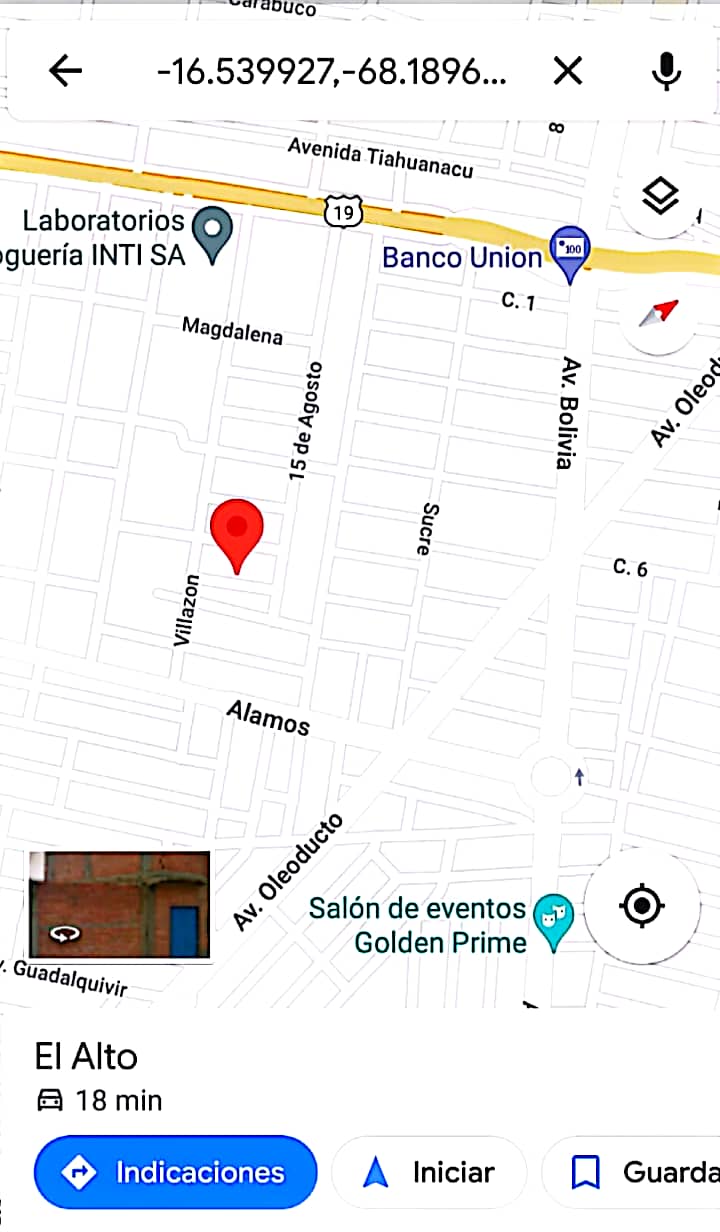 Carabuco
-16.539927,-68.1896...
8
Avenida Tiahuanacu
19
Laboratorios
oguería INTI SA
Banco Union
100
C. 1
Magdalena
15 de Agosto
Av. Bolivia
Av. Oleod
Sucre
C. 6
Villazon
Alamos
Av. Oleoducto
Salón de eventos
Golden Prime
. Guadalquivir
El Alto
18 min
Indicaciones
Iniciar
Guarda